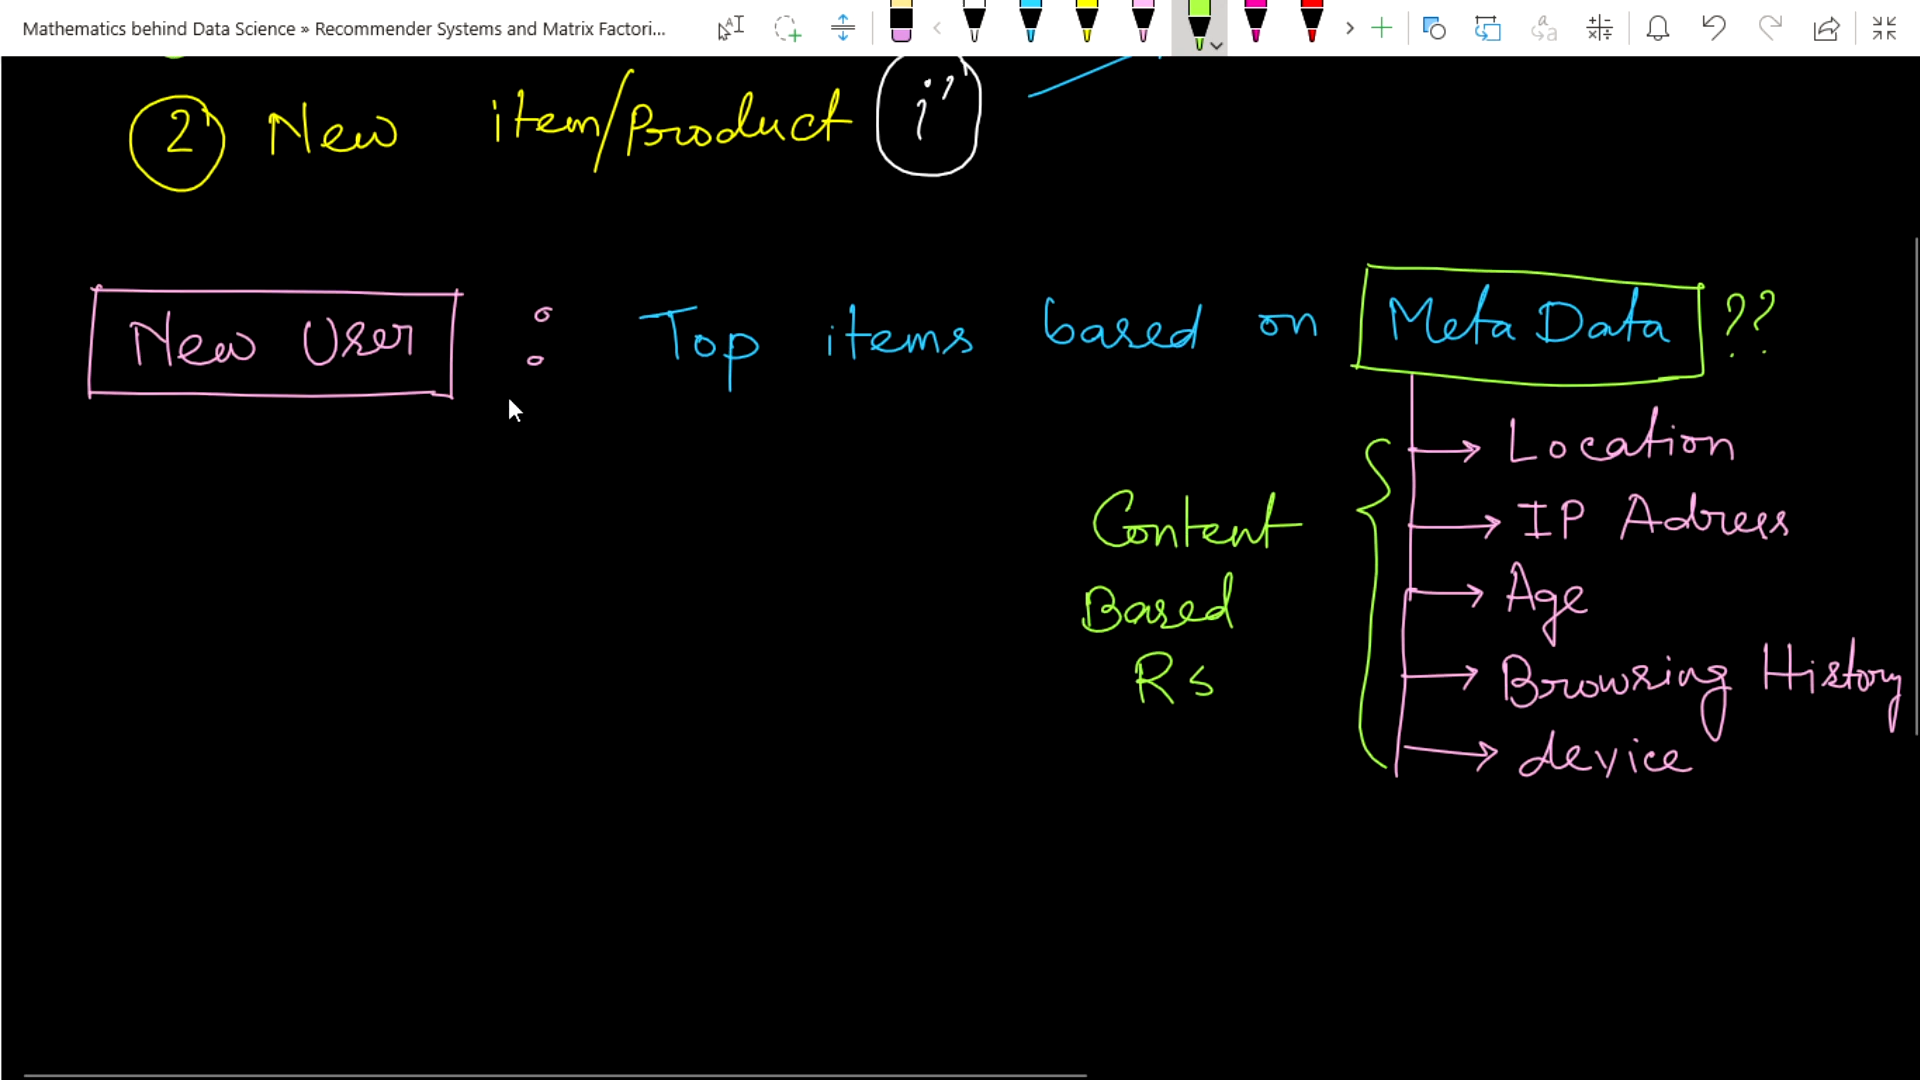 Mathematics behind Data Science » Recommender Systems and Matrix Factori...
2 New item/Product i
New User : Top items based on Meta Data ??
Location
Content
IP Adress
Based
Age
Rs
Browsing History
device